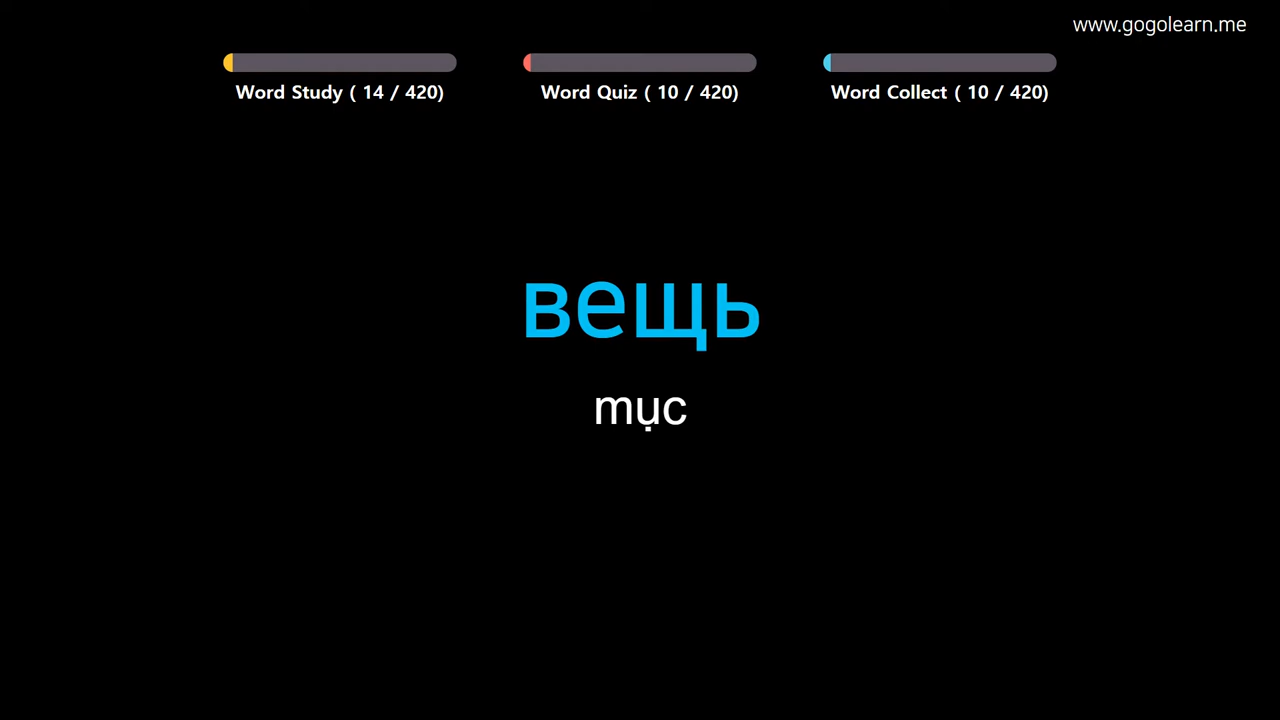 www.gogolearn.me
Word Study ( 14 / 420)
Word Quiz ( 10 / 420)
Word Collect ( 10 / 420)
вещь
mục